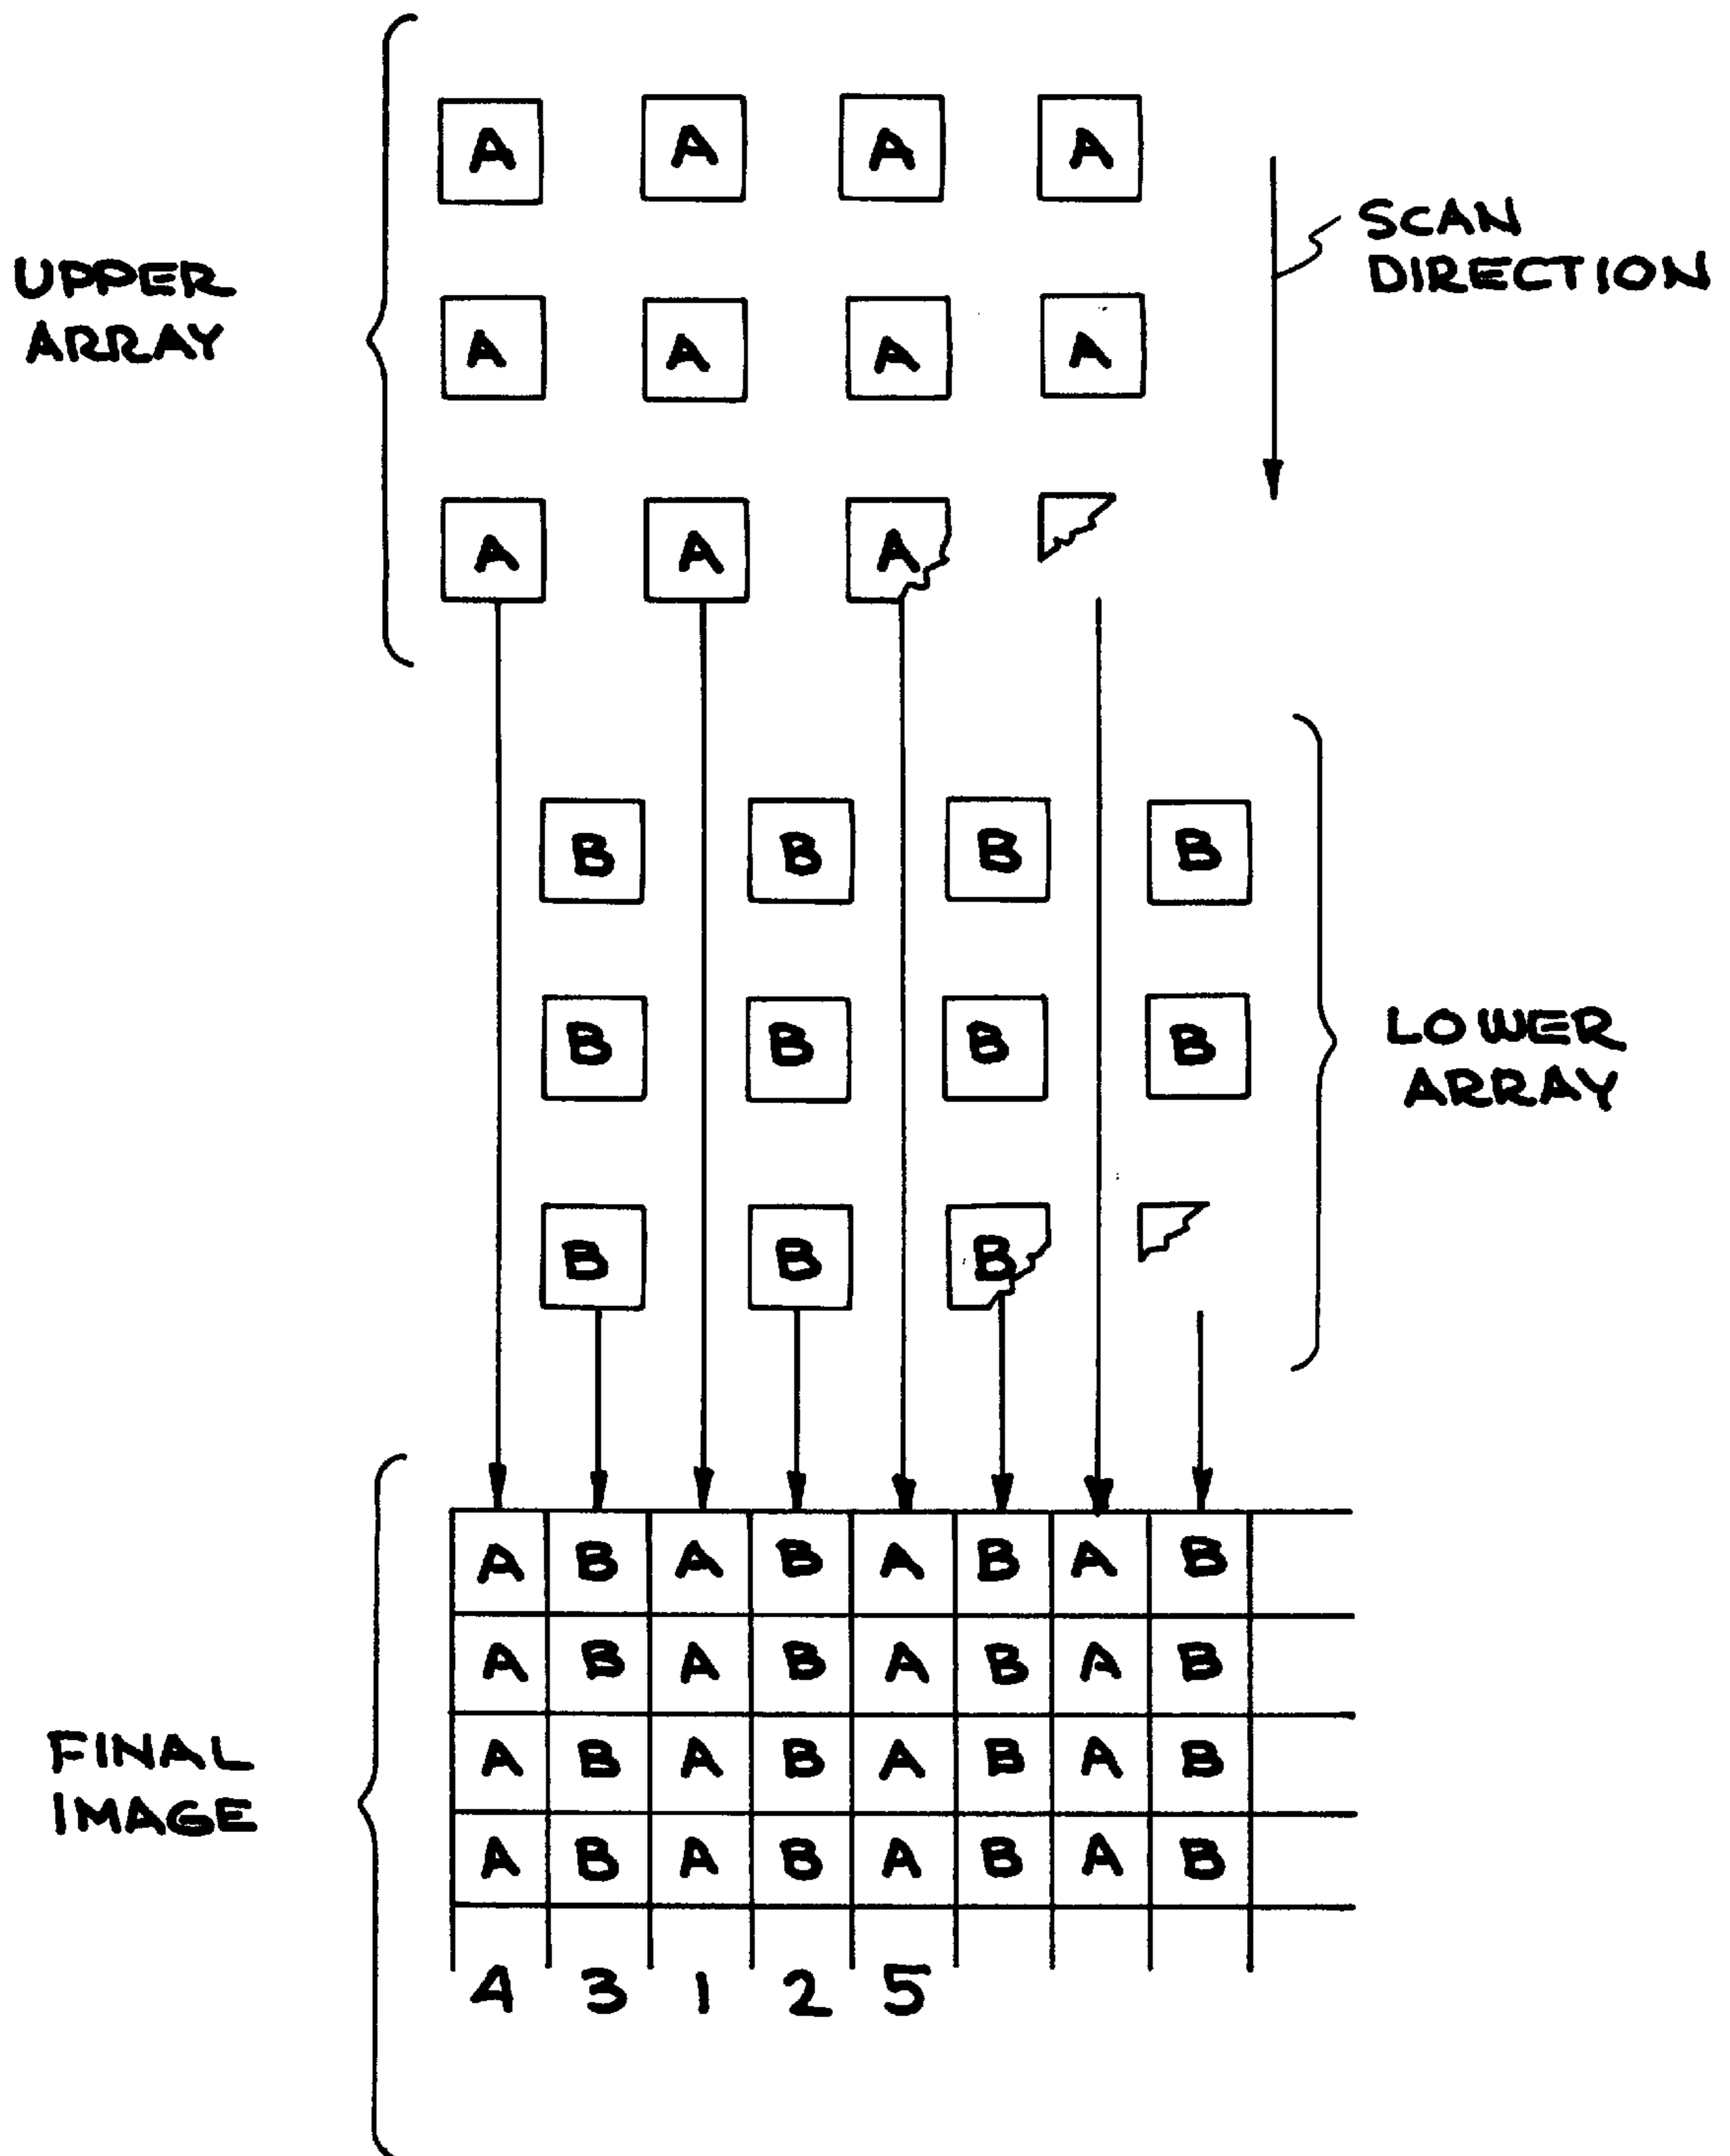 A A A A
SCAN
DIRECTION
UPPER
ARRAY
A A A A
A A A
B B B B
B B B B
LOWER
ARRAY
B B B
A B A B A B A B
A B A B A B A B
A B A B A B A B
A B A B A B A B
FINAL
IMAGE
4 3 1 2 5